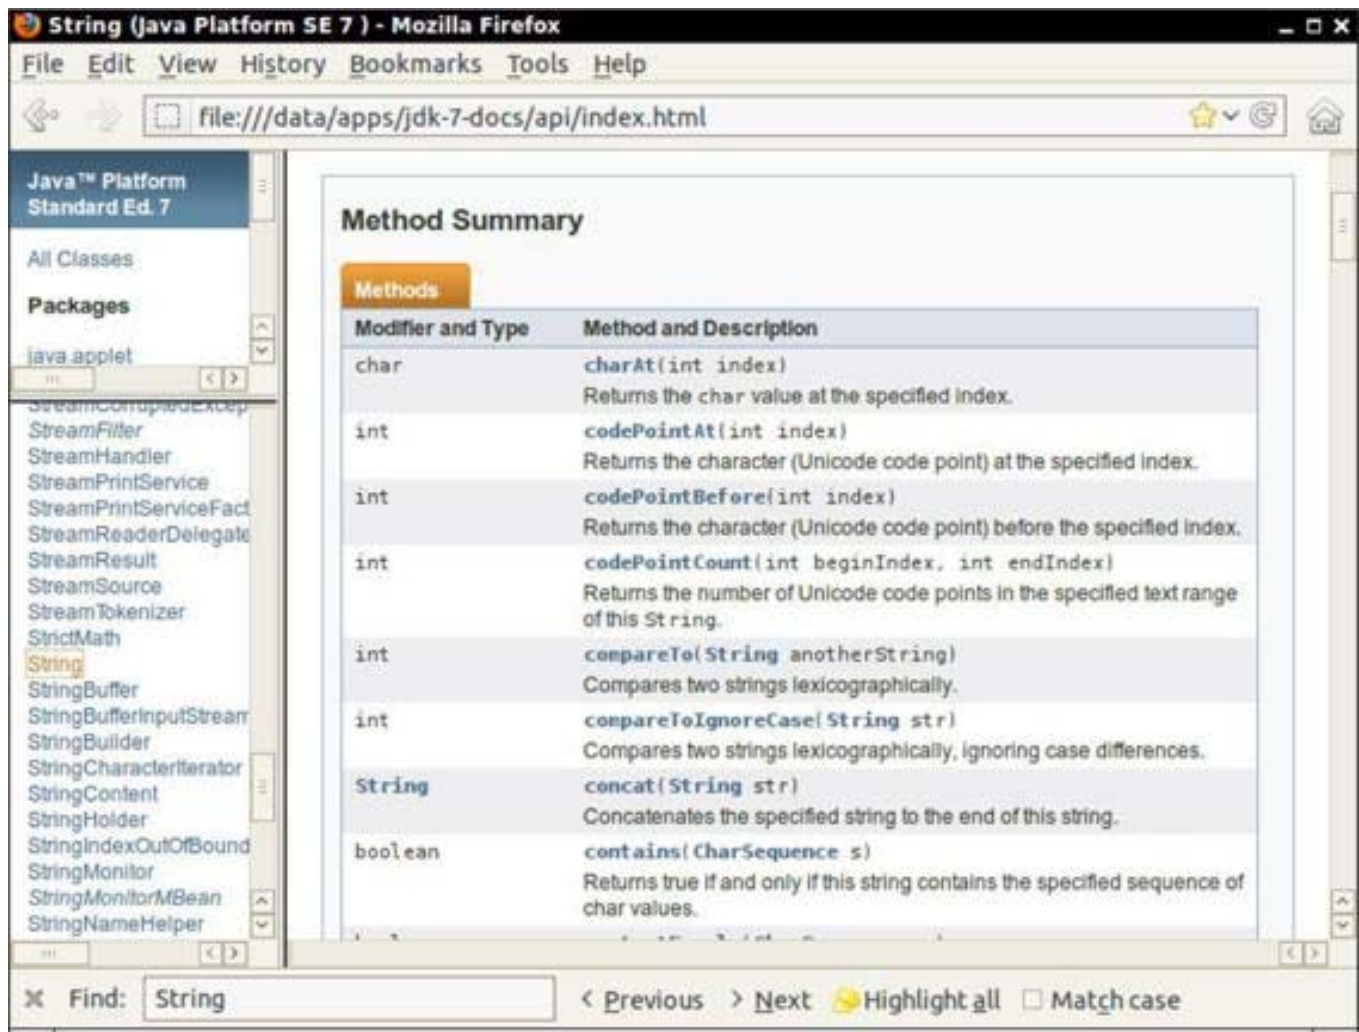 String (Java Platform SE 7 ) - Mozilla Firefox
File Edit View History Bookmarks Tools Help
file:///data/apps/jdk-7-docs/api/index.html
Java™ Platform
Standard Ed. 7
All Classes
Packages
java.applet
StreamCorruptedExcep
StreamFilter
StreamHandler
StreamPrintService
StreamPrintServiceFact
StreamReaderDelegate
StreamResult
StreamSource
StreamTokenizer
StrictMath
String
StringBuffer
StringBufferInputStream
StringBuilder
StringCharacterIterator
StringContent
StringHolder
StringIndexOutOfBound
StringMonitor
StringMonitorMBean
StringNameHelper
Method Summary
Methods
Modifier and Type Method and Description
char charAt(int index)
Returns the char value at the specified index.
int codePointAt(int index)
Returns the character (Unicode code point) at the specified index.
int codePointBefore(int index)
Returns the character (Unicode code point) before the specified index.
int codePointCount(int beginIndex, int endIndex)
Returns the number of Unicode code points in the specified text range
of this String.
int compareTo(String anotherString)
Compares two strings lexicographically.
int compareToIgnoreCase(String str)
Compares two strings lexicographically, ignoring case differences.
String concat(String str)
Concatenates the specified string to the end of this string.
boolean contains(CharSequence s)
Returns true if and only if this string contains the specified sequence of
char values.
Find: String < Previous > Next Highlight all Match case